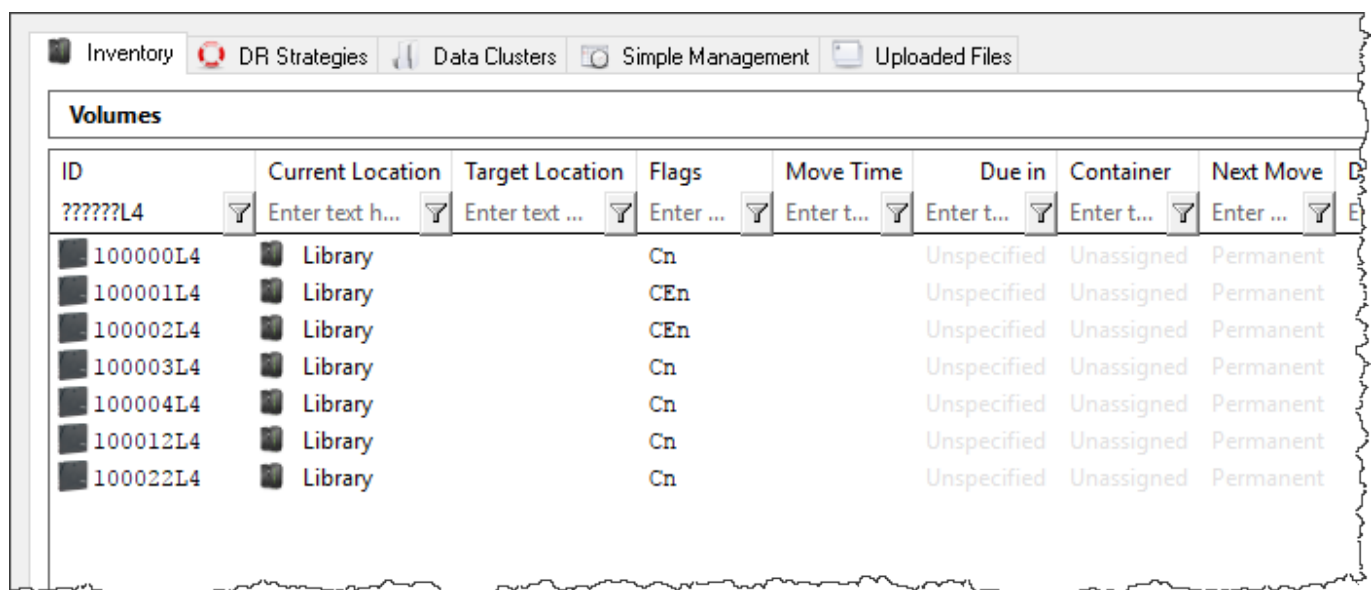 Inventory DR Strategies Data Clusters Simple Management Uploaded Files
Volumes
ID Current Location Target Location Flags Move Time Due in Container Next Move
??????L4 Enter text h... Enter text ... Enter ... Enter t... Enter t... Enter t... Enter ...
100000L4 Library Cn Unspecified Unassigned Permanent
100001L4 Library CEn Unspecified Unassigned Permanent
100002L4 Library CEn Unspecified Unassigned Permanent
100003L4 Library Cn Unspecified Unassigned Permanent
100004L4 Library Cn Unspecified Unassigned Permanent
100012L4 Library Cn Unspecified Unassigned Permanent
100022L4 Library Cn Unspecified Unassigned Permanent